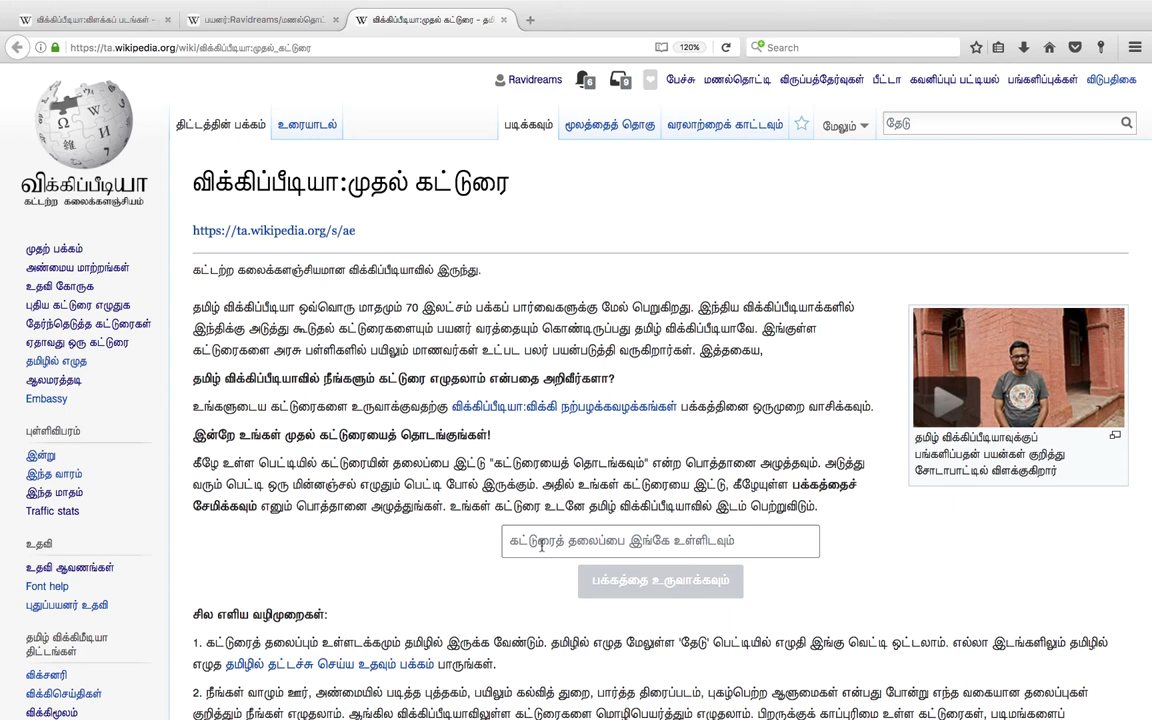 விக்கிப்பீடியா:விளக்கப் படங்கள் -
பயனர்:Ravidreams/மணல்தொட்
விக்கிப்பீடியா:முதல் கட்டுரை - தமி
https://ta.wikipedia.org/wiki/விக்கிப்பீடியா:முதல்_கட்டுரை
120%
Search
Ravidreams 6 9 பேச்சு மணல்தொட்டி விருப்பத்தேர்வுகள் பீட்டா கவனிப்புப் பட்டியல் பங்களிப்புக்கள் விடுபதிகை
திட்டத்தின் பக்கம் உரையாடல் படிக்கவும் மூலத்தைத் தொகு வரலாற்றைக் காட்டவும் மேலும் தேடு
விக்கிப்பீடியா
கட்டற்ற கலைக்களஞ்சியம்
முதற் பக்கம்
அண்மைய மாற்றங்கள்
உதவி கோருக
புதிய கட்டுரை எழுதுக
தேர்ந்தெடுத்த கட்டுரைகள்
ஏதாவது ஒரு கட்டுரை
தமிழில் எழுத
ஆலமரத்தடி
Embassy
புள்ளிவிபரம்
இன்று
இந்த வாரம்
இந்த மாதம்
Traffic stats
உதவி
உதவி ஆவணங்கள்
Font help
புதுப்பயனர் உதவி
தமிழ் விக்கிமீடியா
திட்டங்கள்
விக்சனரி
விக்கிசெய்திகள்
விக்கிமூலம்
விக்கிப்பீடியா:முதல் கட்டுரை
https://ta.wikipedia.org/s/ae
கட்டற்ற கலைக்களஞ்சியமான விக்கிப்பீடியாவில் இருந்து.
தமிழ் விக்கிப்பீடியா ஒவ்வொரு மாதமும் 70 இலட்சம் பக்கப் பார்வைகளுக்கு மேல் பெறுகிறது. இந்திய விக்கிப்பீடியாக்களில்
இந்திக்கு அடுத்து கூடுதல் கட்டுரைகளையும் பயனர் வரத்தையும் கொண்டிருப்பது தமிழ் விக்கிப்பீடியாவே. இங்குள்ள
கட்டுரைகளை அரசு பள்ளிகளில் பயிலும் மாணவர்கள் உட்பட பலர் பயன்படுத்தி வருகிறார்கள். இத்தகைய,
தமிழ் விக்கிப்பீடியாவில் நீங்களும் கட்டுரை எழுதலாம் என்பதை அறிவீர்களா?
உங்களுடைய கட்டுரைகளை உருவாக்குவதற்கு விக்கிப்பீடியா:விக்கி நற்பழக்கவழக்கங்கள் பக்கத்தினை ஒருமுறை வாசிக்கவும்.
இன்றே உங்கள் முதல் கட்டுரையைத் தொடங்குங்கள்!
கீழே உள்ள பெட்டியில் கட்டுரையின் தலைப்பை இட்டு "கட்டுரையைத் தொடங்கவும்" என்ற பொத்தானை அழுத்தவும். அடுத்து
வரும் பெட்டி ஒரு மின்னஞ்சல் எழுதும் பெட்டி போல் இருக்கும். அதில் உங்கள் கட்டுரையை இட்டு, கீழேயுள்ள பக்கத்தைச்
சேமிக்கவும் எனும் பொத்தானை அழுத்துங்கள். உங்கள் கட்டுரை உடனே தமிழ் விக்கிப்பீடியாவில் இடம் பெற்றுவிடும்.
தமிழ் விக்கிப்பீடியாவுக்குப்
பங்களிப்பதன் பயன்கள் குறித்து
சோடாபாட்டில் விளக்குகிறார்
கட்டுரைத் தலைப்பை இங்கே உள்ளிடவும்
பக்கத்தை உருவாக்கவும்
சில எளிய வழிமுறைகள்:
1. கட்டுரைத் தலைப்பும் உள்ளடக்கமும் தமிழில் இருக்க வேண்டும். தமிழில் எழுத மேலுள்ள 'தேடு' பெட்டியில் எழுதி இங்கு வெட்டி ஒட்டலாம். எல்லா இடங்களிலும் தமிழில்
எழுத தமிழில் தட்டச்சு செய்ய உதவும் பக்கம் பாருங்கள்.
2. நீங்கள் வாழும் ஊர், அண்மையில் படித்த புத்தகம், பயிலும் கல்வித் துறை, பார்த்த திரைப்படம், புகழ்பெற்ற ஆளுமைகள் என்பது போன்று எந்த வகையான தலைப்புகள்
குறித்தும் நீங்கள் எழுதலாம். ஆங்கில விக்கிப்பீடியாவிலுள்ள கட்டுரைகளை மொழிபெயர்த்தும் எழுதலாம். பிறருக்குக் காப்புரிமை உள்ள கட்டுரைகள், படிமங்களைப்